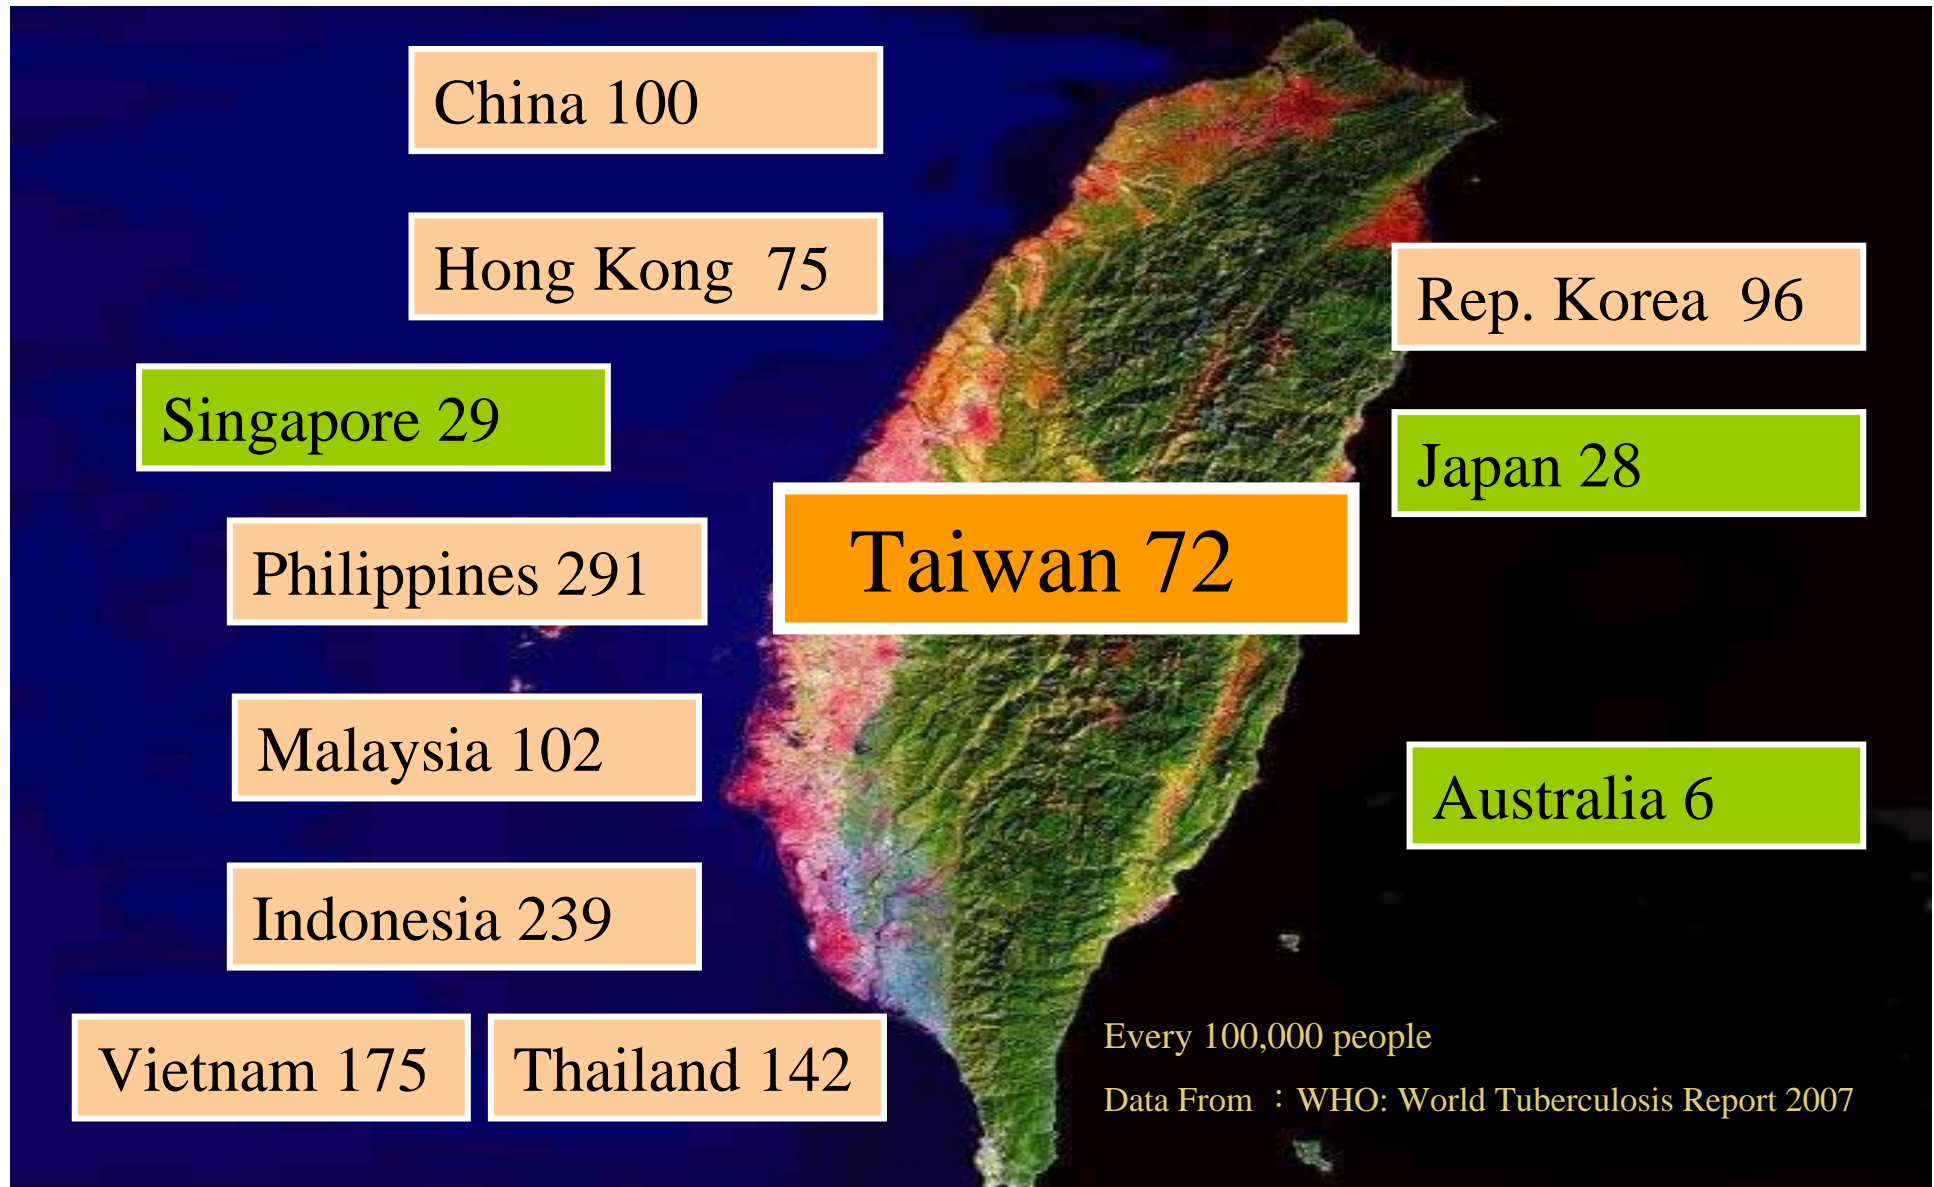 China 100
Hong Kong 75
Rep. Korea 96
Singapore 29
Japan 28
Taiwan 72
Philippines 291
Malaysia 102
Australia 6
Indonesia 239
Vietnam 175
Thailand 142
Every 100,000 people
Data From ：WHO: World Tuberculosis Report 2007